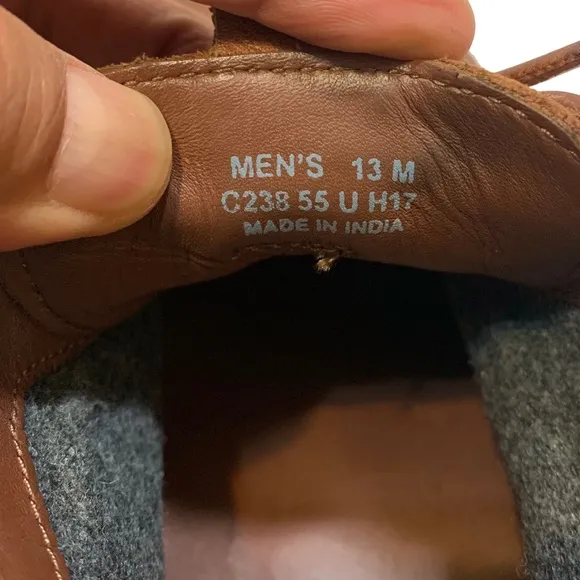 MEN'S 13 M
C238 55 U H17
MADE IN INDIA